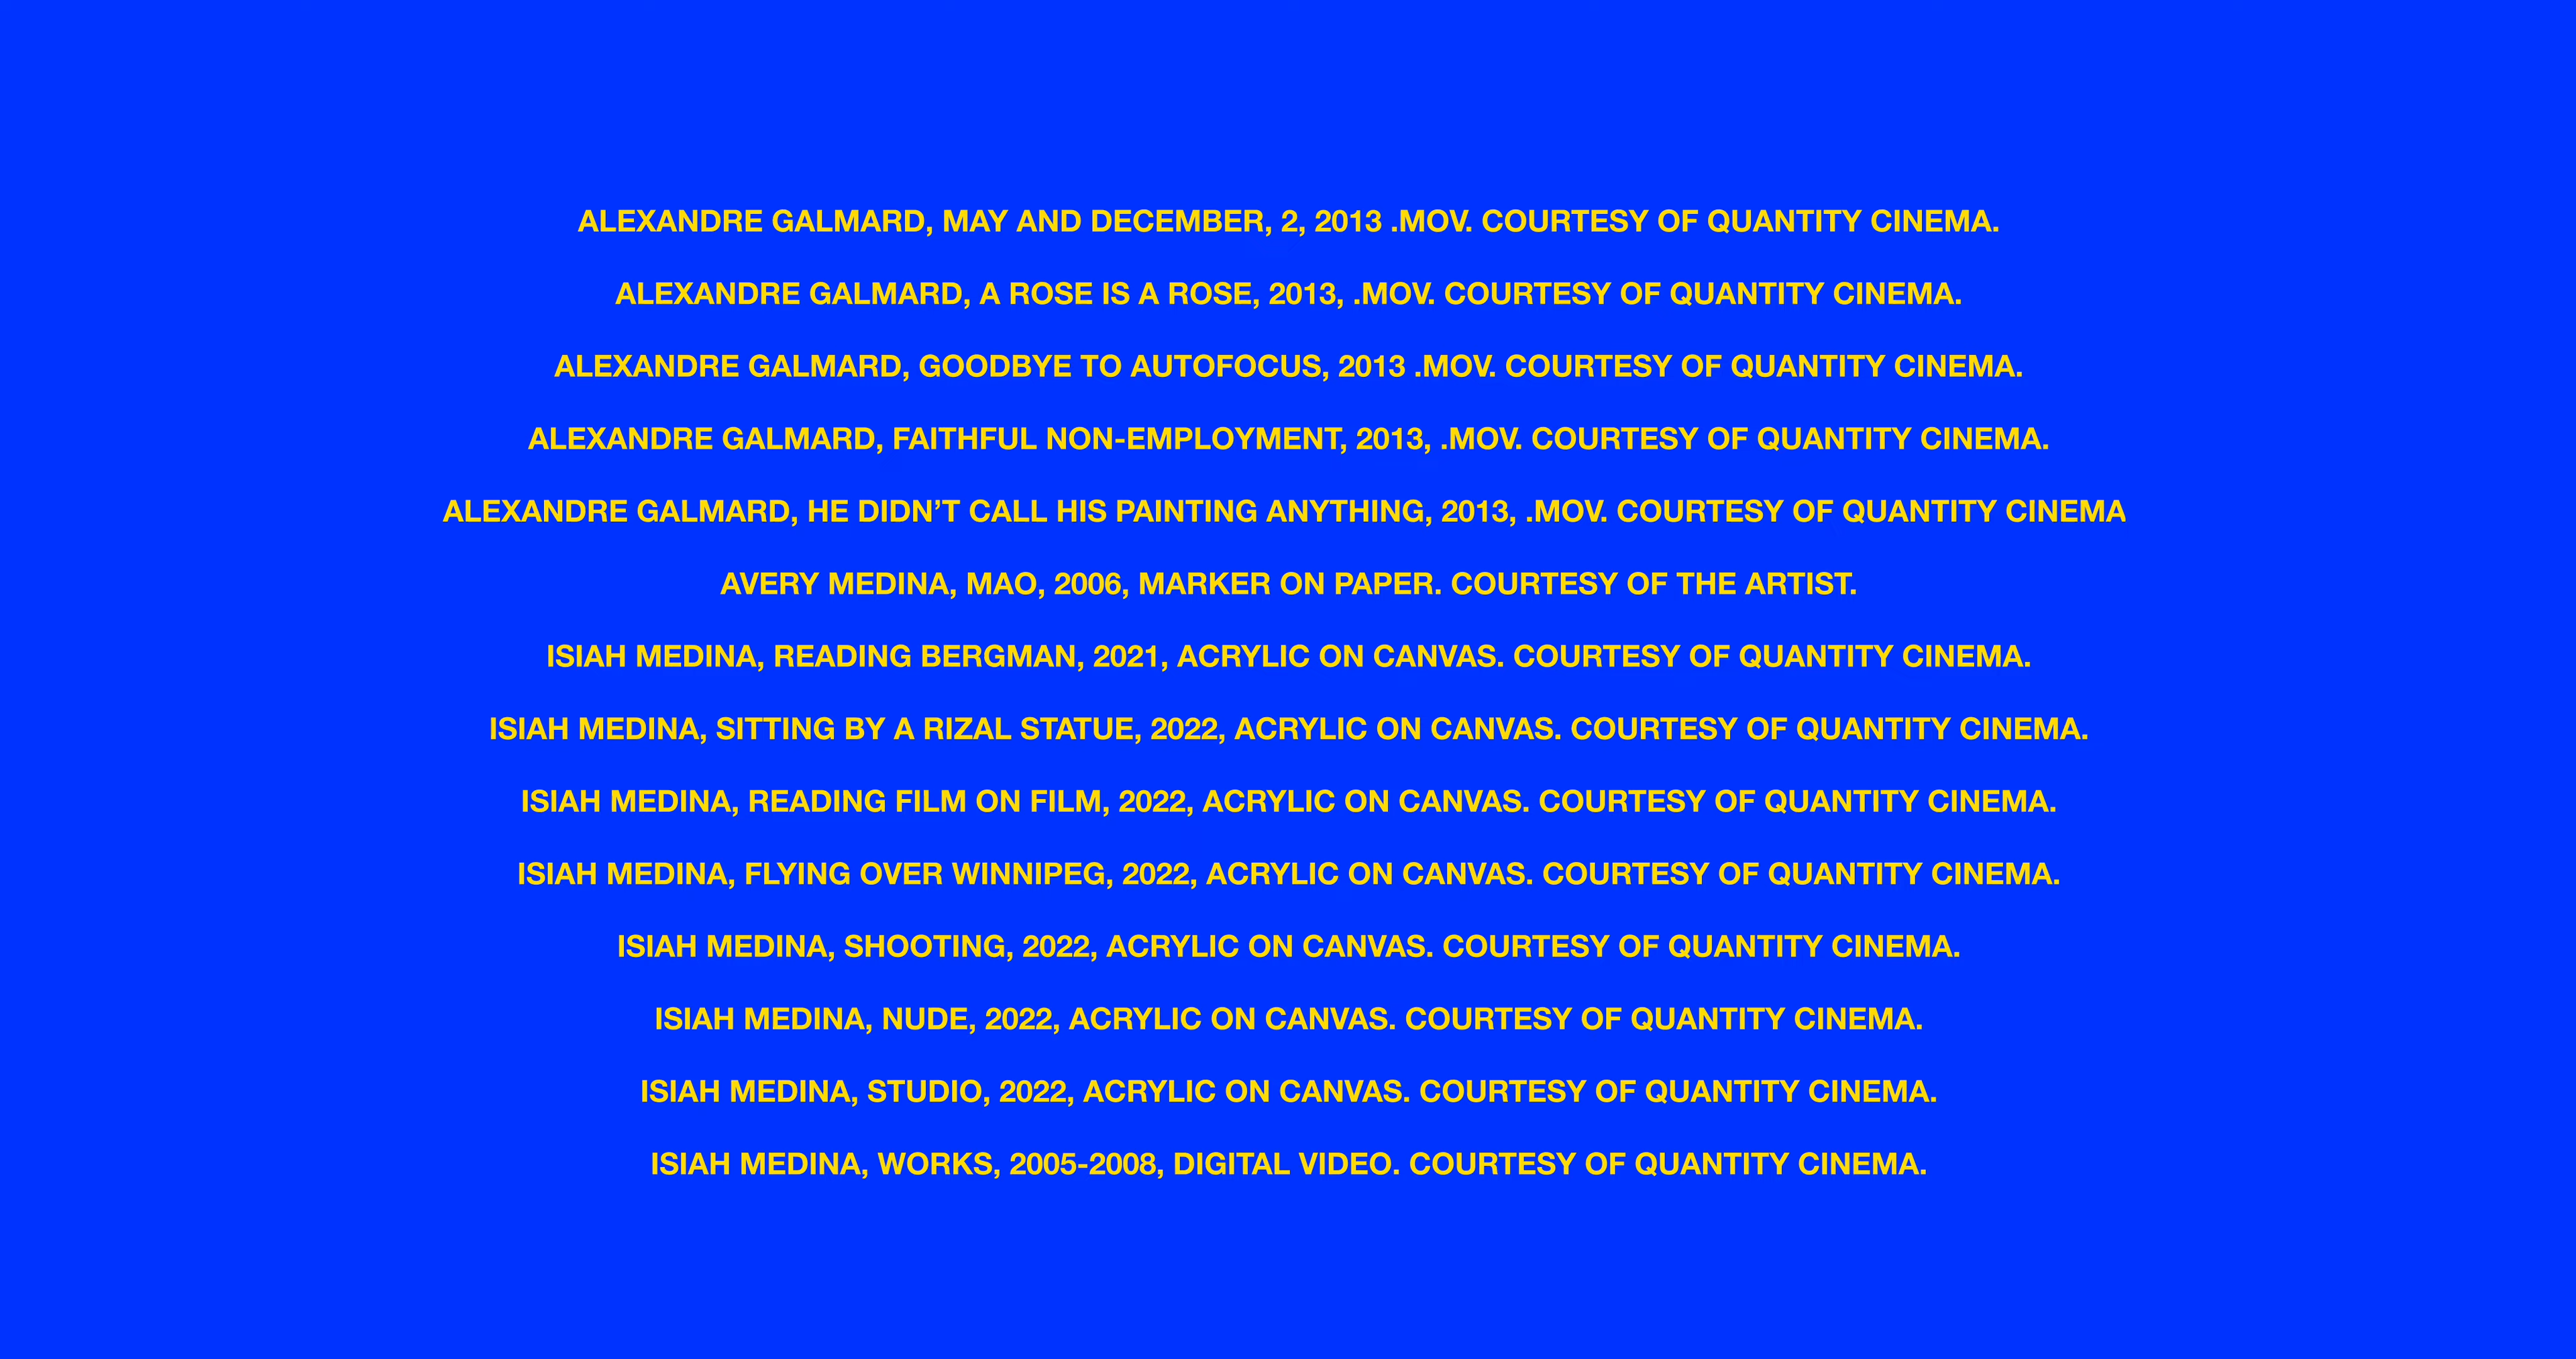 ALEXANDRE GALMARD, MAY AND DECEMBER, 2, 2013 .MOV. COURTESY OF QUANTITY CINEMA.
ALEXANDRE GALMARD, A ROSE IS A ROSE, 2013, .MOV. COURTESY OF QUANTITY CINEMA.
ALEXANDRE GALMARD, GOODBYE TO AUTOFOCUS, 2013 .MOV. COURTESY OF QUANTITY CINEMA.
ALEXANDRE GALMARD, FAITHFUL NON-EMPLOYMENT, 2013, .MOV. COURTESY OF QUANTITY CINEMA.
ALEXANDRE GALMARD, HE DIDN’T CALL HIS PAINTING ANYTHING, 2013, .MOV. COURTESY OF QUANTITY CINEMA
AVERY MEDINA, MAO, 2006, MARKER ON PAPER. COURTESY OF THE ARTIST.
ISIAH MEDINA, READING BERGMAN, 2021, ACRYLIC ON CANVAS. COURTESY OF QUANTITY CINEMA.
ISIAH MEDINA, SITTING BY A RIZAL STATUE, 2022, ACRYLIC ON CANVAS. COURTESY OF QUANTITY CINEMA.
ISIAH MEDINA, READING FILM ON FILM, 2022, ACRYLIC ON CANVAS. COURTESY OF QUANTITY CINEMA.
ISIAH MEDINA, FLYING OVER WINNIPEG, 2022, ACRYLIC ON CANVAS. COURTESY OF QUANTITY CINEMA.
ISIAH MEDINA, SHOOTING, 2022, ACRYLIC ON CANVAS. COURTESY OF QUANTITY CINEMA.
ISIAH MEDINA, NUDE, 2022, ACRYLIC ON CANVAS. COURTESY OF QUANTITY CINEMA.
ISIAH MEDINA, STUDIO, 2022, ACRYLIC ON CANVAS. COURTESY OF QUANTITY CINEMA.
ISIAH MEDINA, WORKS, 2005-2008, DIGITAL VIDEO. COURTESY OF QUANTITY CINEMA.